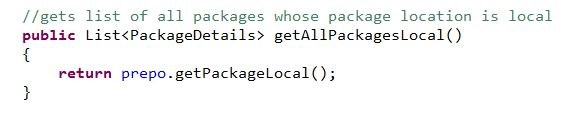 //gets list of all packages whose package location is local
public List<PackageDetails> getAllPackagesLocal()
{
    return prepo.getPackageLocal();
}